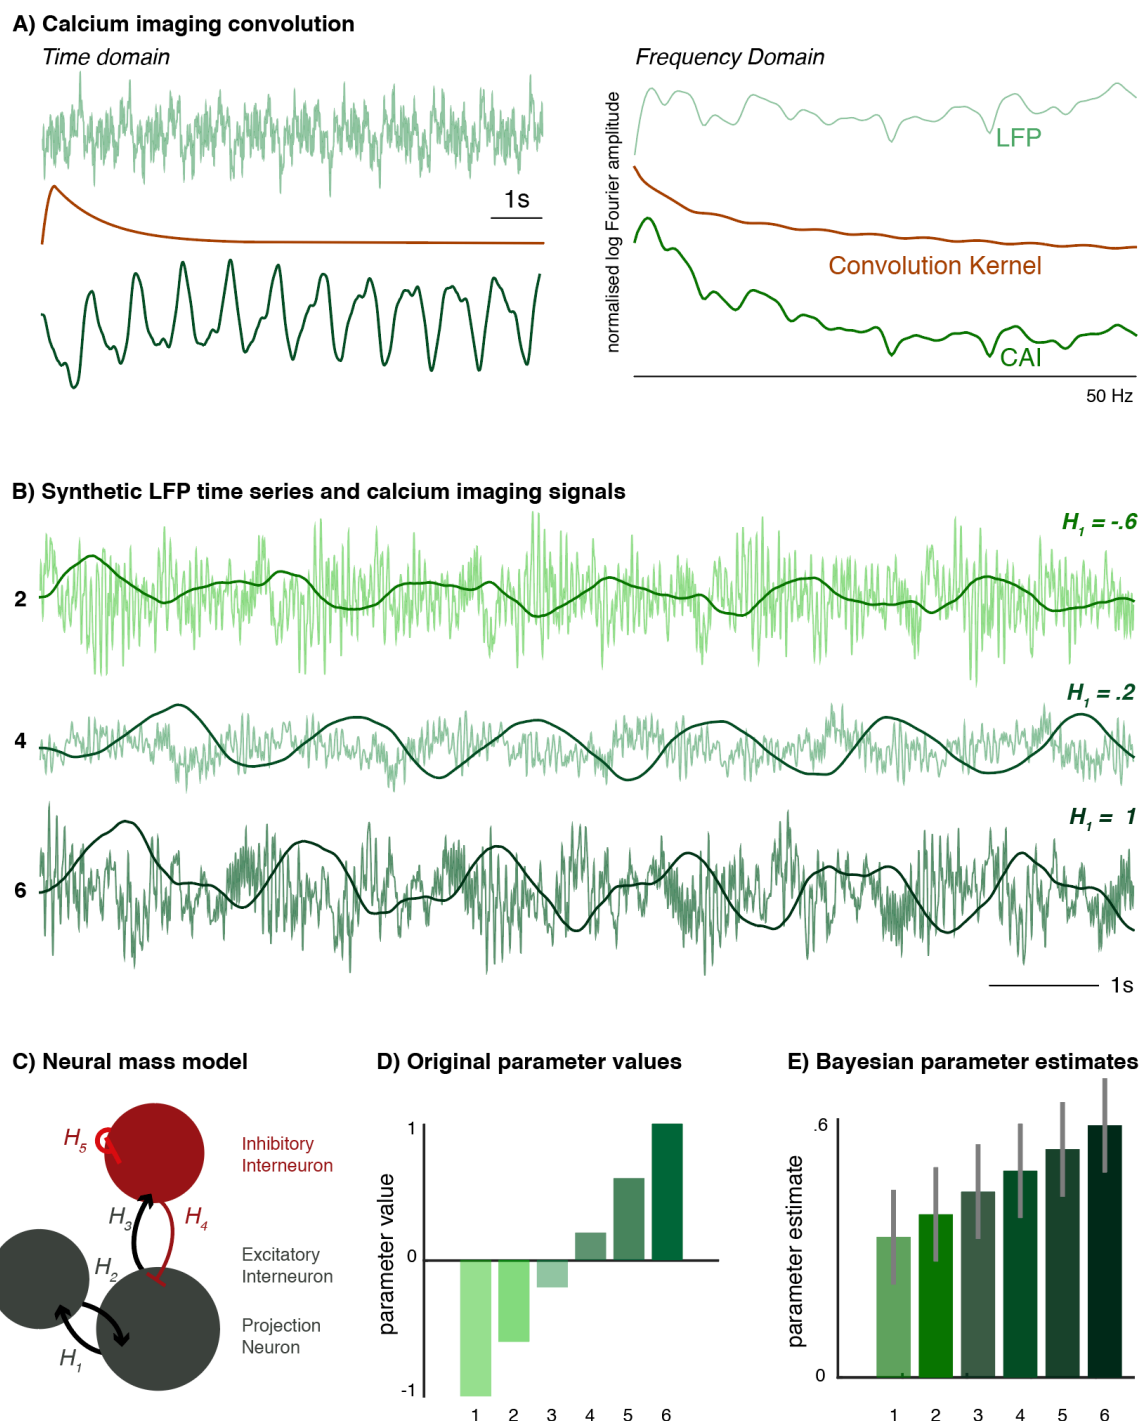 A) Calcium imaging convolution
Time domain
Frequency Domain
normalised log Fourier amplitude
LFP
1s
Convolution Kernel
CAI
50 Hz
B) Synthetic LFP time series and calcium imaging signals
H1 = -.6
2
H1 = .2
4
H1 = 1
6
1s
C) Neural mass model
H5
Inhibitory
Interneuron
H3
H4
H2
Excitatory
Interneuron
Projection
Neuron
H1
D) Original parameter values
parameter value
1
0
-1
1 2 3 4 5 6
E) Bayesian parameter estimates
parameter estimate
.6
0
1 2 3 4 5 6